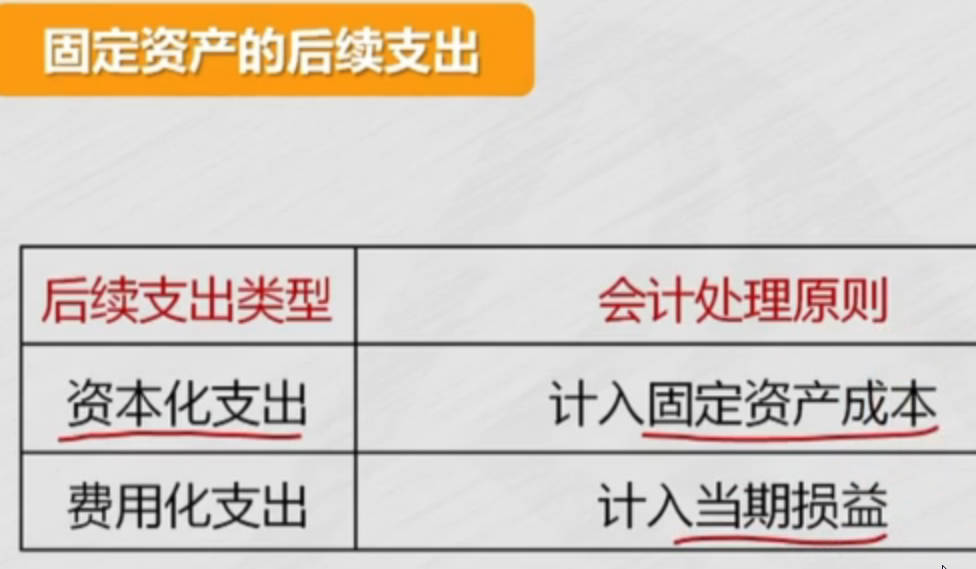 固定资产的后续支出
后续支出类型 会计处理原则
资本化支出 计入固定资产成本
费用化支出 计入当期损益